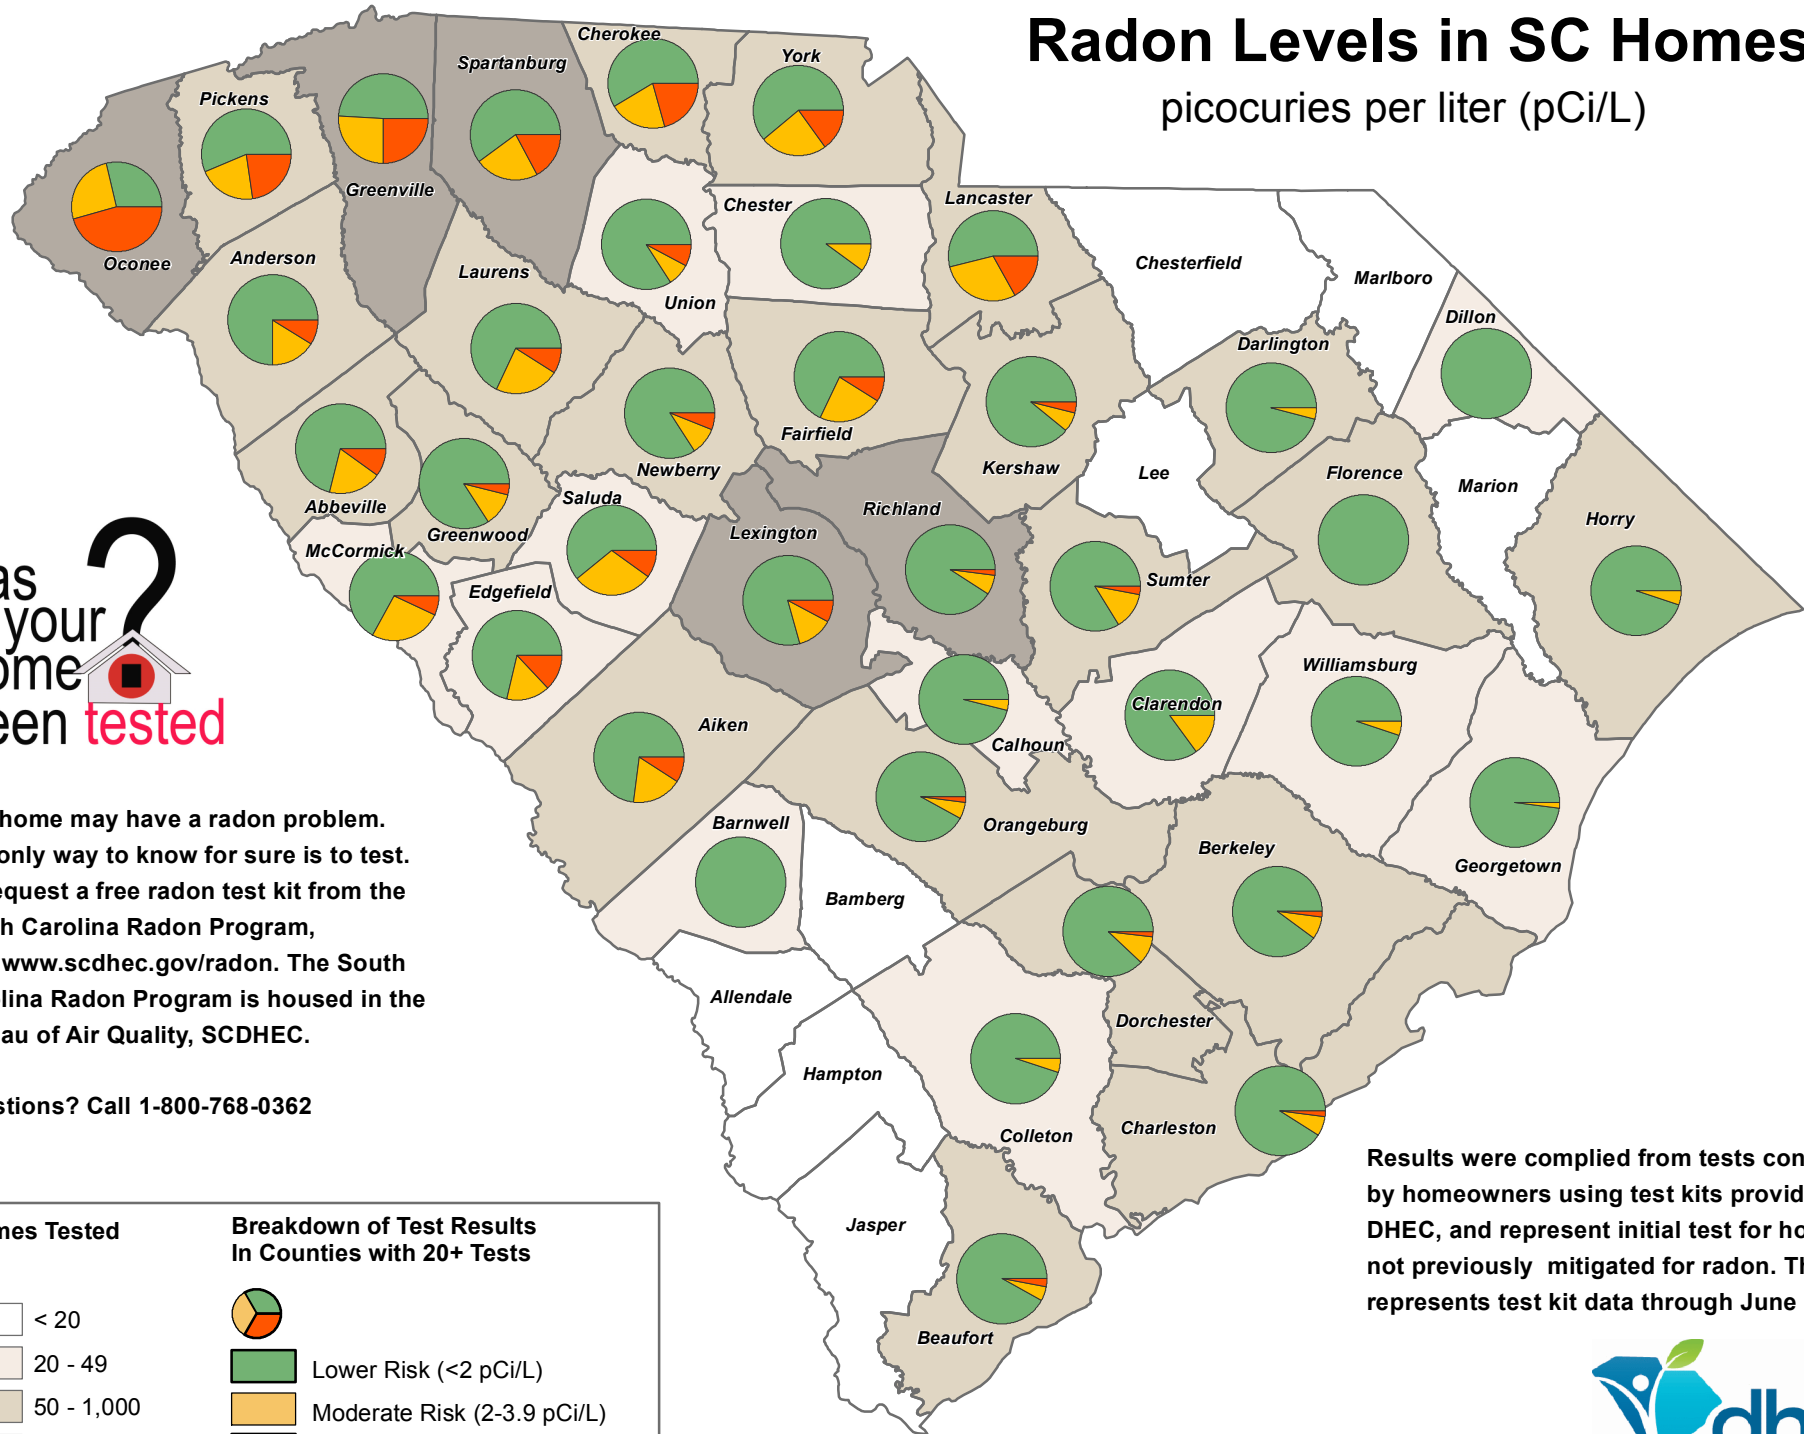 Radon Levels in SC Homes
picocuries per liter (pCi/L)
Cherokee
York
Spartanburg
Pickens
Greenville
Oconee
Anderson
Laurens
Union
Chester
Lancaster
Chesterfield
Marlboro
Dillon
Darlington
Fairfield
Newberry
Kershaw
Lee
Florence
Marion
Horry
Abbeville
Greenwood
Saluda
Lexington
Richland
McCormick
Edgefield
Sumter
Clarendon
Williamsburg
Aiken
Calhoun
Orangeburg
Barnwell
Bamberg
Berkeley
Georgetown
Allendale
Dorchester
Hampton
Colleton
Charleston
Jasper
Beaufort
as
your
ome
een tested
?
home may have a radon problem.
only way to know for sure is to test.
equest a free radon test kit from the
h Carolina Radon Program,
www.scdhec.gov/radon. The South
lina Radon Program is housed in the
au of Air Quality, SCDHEC.
stions? Call 1-800-768-0362
mes Tested
< 20
20 - 49
50 - 1,000
Breakdown of Test Results
In Counties with 20+ Tests
Lower Risk (<2 pCi/L)
Moderate Risk (2-3.9 pCi/L)
Results were complied from tests con
by homeowners using test kits provid
DHEC, and represent initial test for ho
not previously mitigated for radon. Th
represents test kit data through June
dh